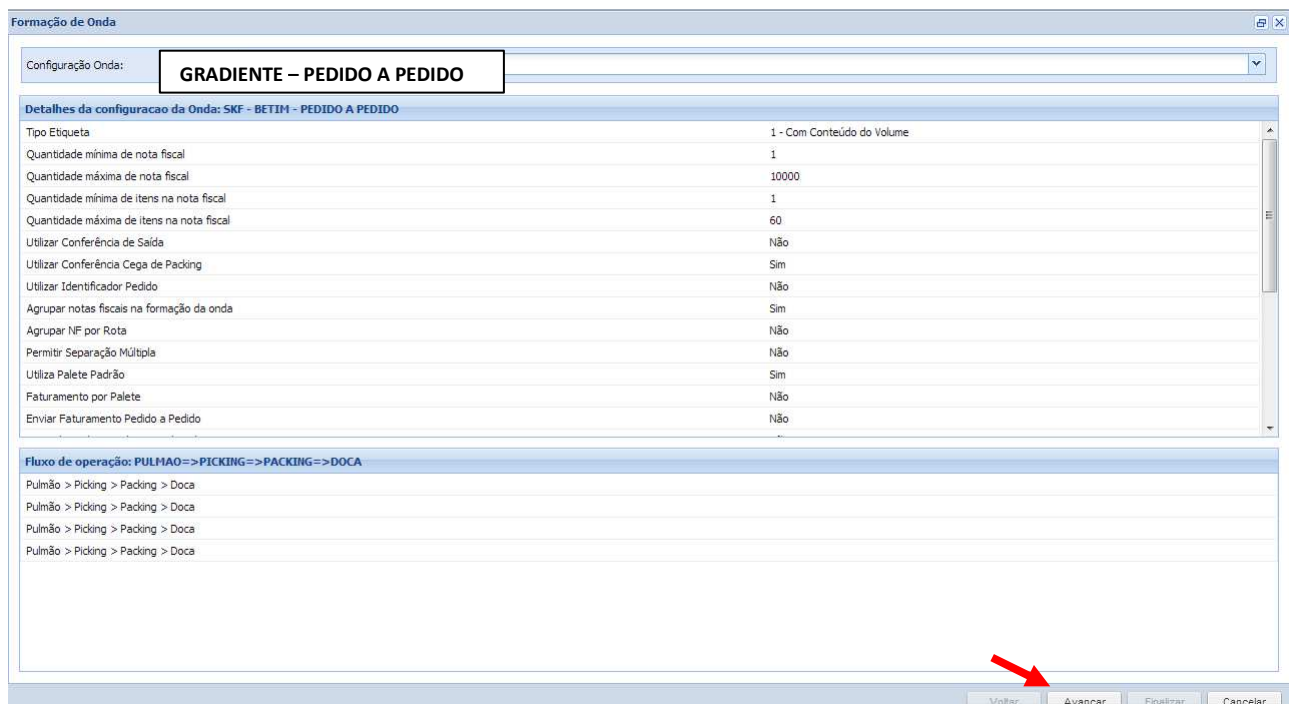 Formação de Onda
Configuração Onda:
GRADIENTE – PEDIDO A PEDIDO
Detalhes da configuracao da Onda: SKF - BETIM - PEDIDO A PEDIDO
Tipo Etiqueta 1 - Com Conteúdo do Volume
Quantidade mínima de nota fiscal 1
Quantidade máxima de nota fiscal 10000
Quantidade mínima de itens na nota fiscal 1
Quantidade máxima de itens na nota fiscal 60
Utilizar Conferência de Saída Não
Utilizar Conferência Cega de Packing Sim
Utilizar Identificador Pedido Não
Agrupar notas fiscais na formação da onda Sim
Agrupar NF por Rota Não
Permitir Separação Múltipla Não
Utiliza Palete Padrão Sim
Faturamento por Palete Não
Enviar Faturamento Pedido a Pedido Não
Fluxo de operação: PULMAO=>PICKING=>PACKING=>DOCA
Pulmão > Picking > Packing > Doca
Pulmão > Picking > Packing > Doca
Pulmão > Picking > Packing > Doca
Pulmão > Picking > Packing > Doca
Voltar Avançar Finalizar Cancelar